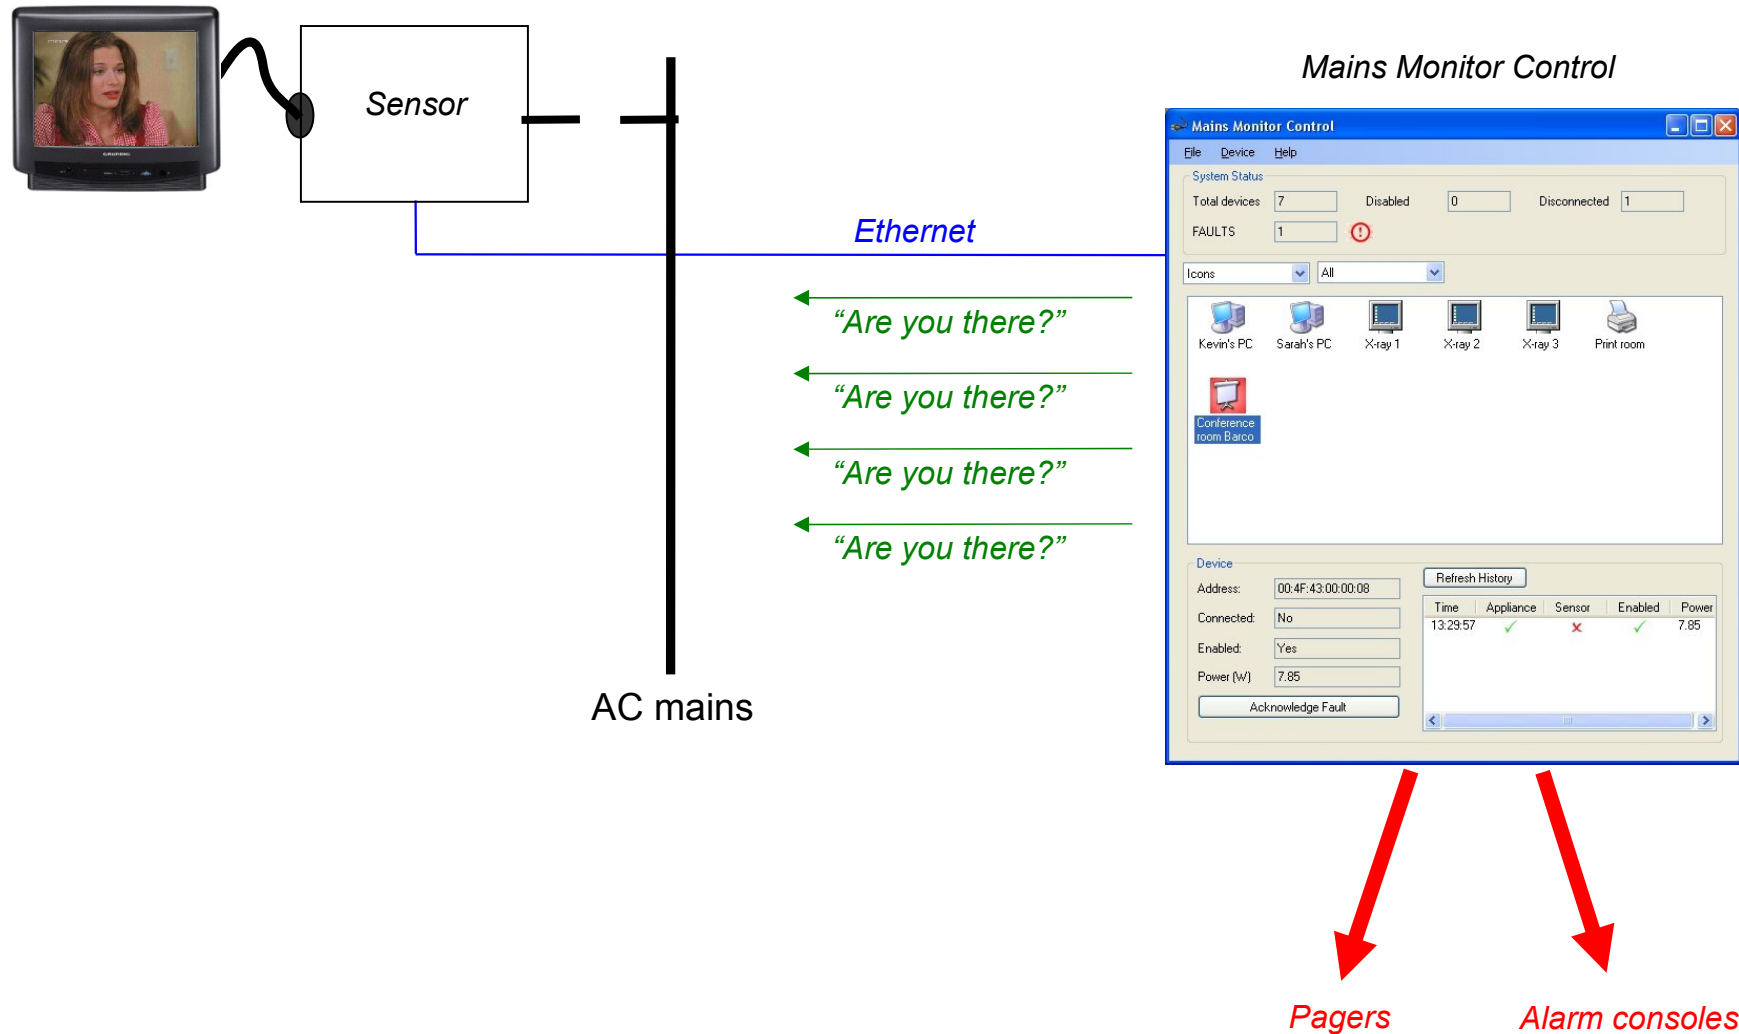 Mains Monitor Control
Sensor
GRUNDIG
Ethernet
"Are you there?"
"Are you there?"
"Are you there?"
"Are you there?"
AC mains
Mains Monitor Control
File Device Help
System Status
Total devices 7 Disabled 0 Disconnected 1
FAULTS 1
Icons All
Kevin's PC Sarah's PC X-ray 1 X-ray 2 X-ray 3 Print room
Conference
room Barco
Device
Address: 00:4F:43:00:00:08
Connected: No
Enabled: Yes
Power (W) 7.85
Acknowledge Fault
Refresh History
Time Appliance Sensor Enabled Power
13:29:57 7.85
Pagers Alarm consoles